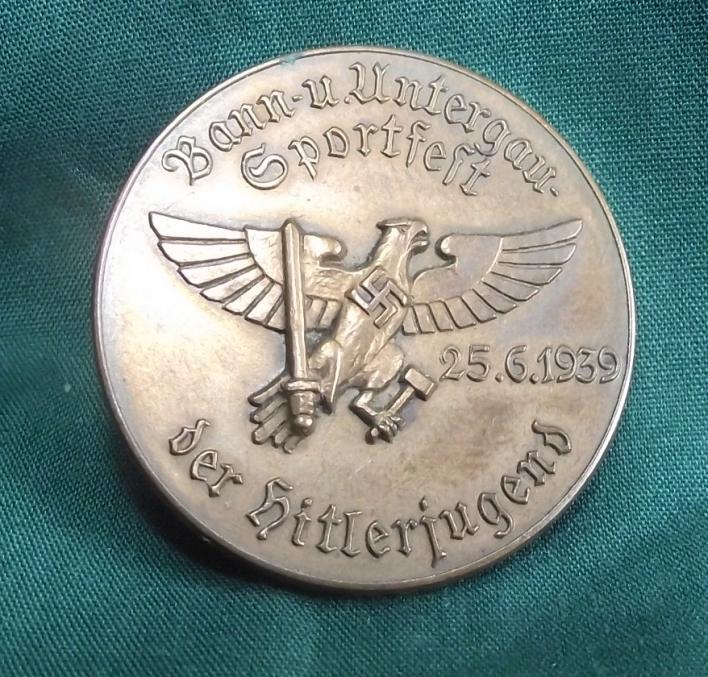 Bann-u.Untergau-
Sportfest
25.6.1939
der Hitlerjugend